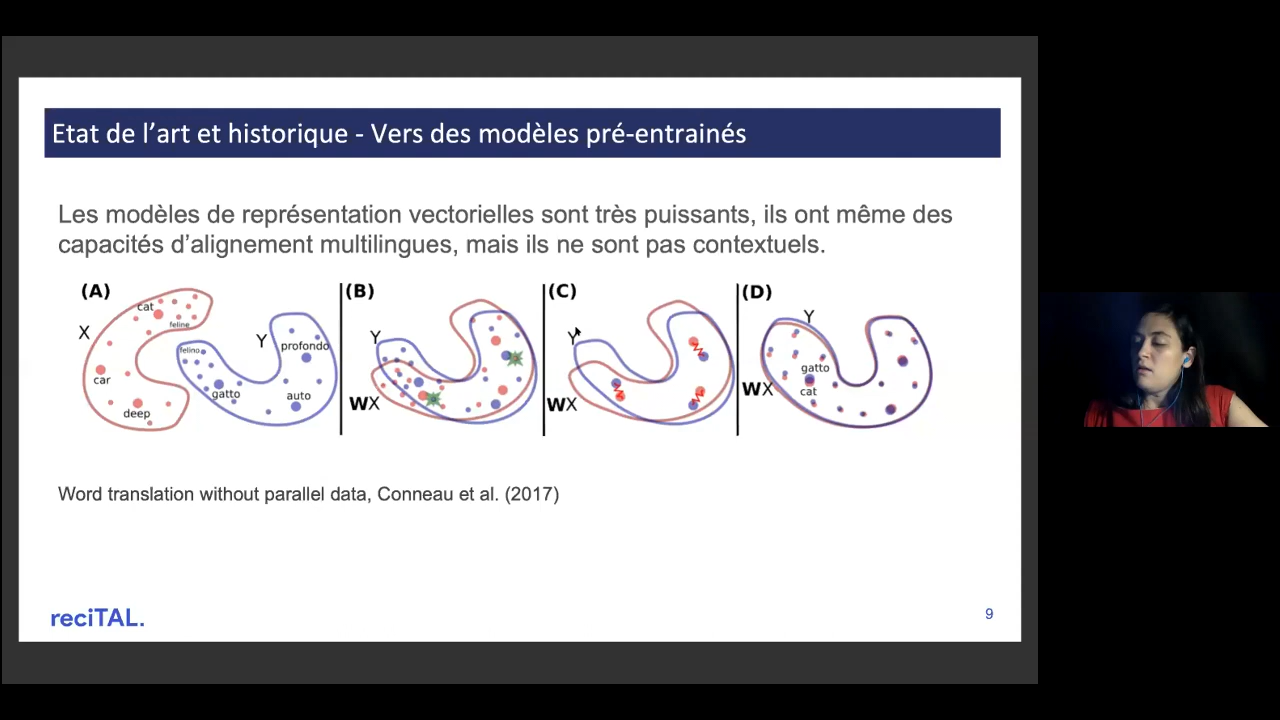 Etat de l'art et historique - Vers des modèles pré-entrainés
Les modèles de représentation vectorielles sont très puissants, ils ont même des
capacités d'alignement multilingues, mais ils ne sont pas contextuels.
(A)
X
cat
feline
car
deep
Y
felino
profondo
gatto
auto
(B)
Y
WX
(C)
Y
WX
(D)
Y
WX
gatto
cat
Word translation without parallel data, Conneau et al. (2017)
reciTAL.
9